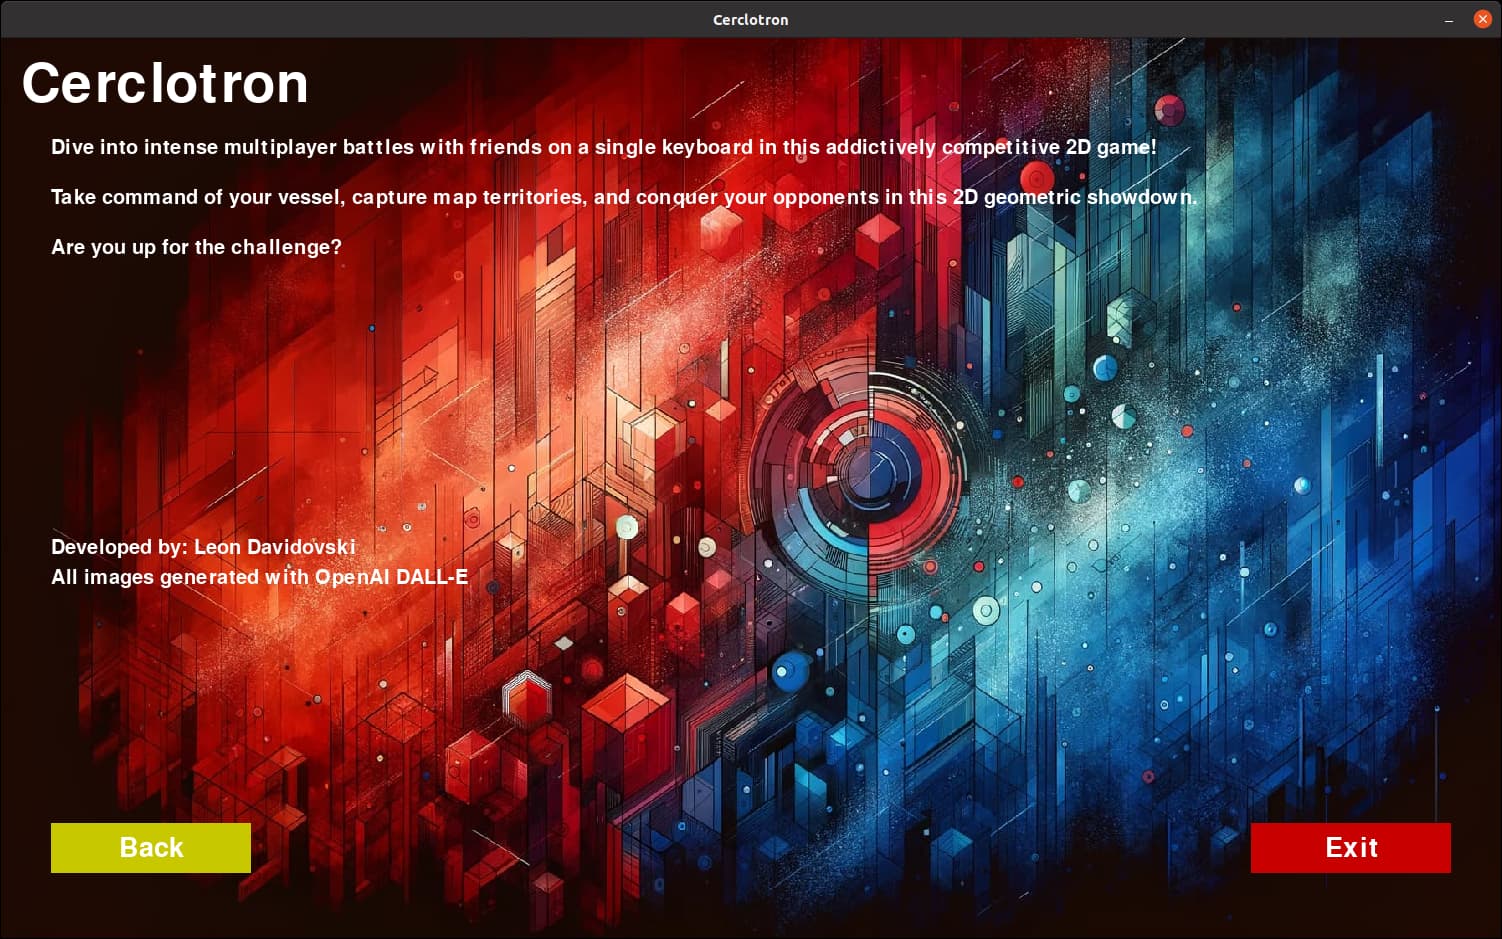 Cerclotron
Cerclotron
Dive into intense multiplayer battles with friends on a single keyboard in this addictively competitive 2D game!
Take command of your vessel, capture map territories, and conquer your opponents in this 2D geometric showdown.
Are you up for the challenge?
Developed by: Leon Davidovski
All images generated with OpenAI DALL-E
Back
Exit